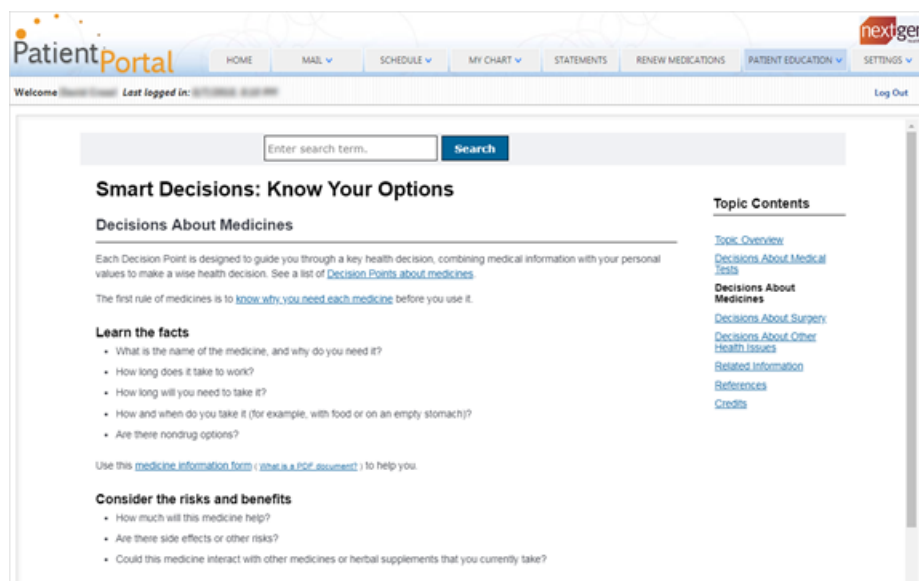 nextgen
PatientPortal
HOME MAIL SCHEDULE MY CHART STATEMENTS RENEW MEDICATIONS PATIENT EDUCATION SETTINGS
Welcome Last logged in: Log Out
Enter search term. Search
Smart Decisions: Know Your Options
Decisions About Medicines
Each Decision Point is designed to guide you through a key health decision, combining medical information with your personal
values to make a wise health decision. See a list of Decision Points about medicines.
The first rule of medicines is to know why you need each medicine before you use it.
Learn the facts
• What is the name of the medicine, and why do you need it?
• How long does it take to work?
• How long will you need to take it?
• How and when do you take it (for example, with food or on an empty stomach)?
• Are there nondrug options?
Use this medicine information form ( What is a PDF document? ) to help you.
Consider the risks and benefits
• How much will this medicine help?
• Are there side effects or other risks?
• Could this medicine interact with other medicines or herbal supplements that you currently take?
Topic Contents
Topic Overview
Decisions About Medical
Tests
Decisions About
Medicines
Decisions About Surgery
Decisions About Other
Health Issues
Related Information
References
Credits